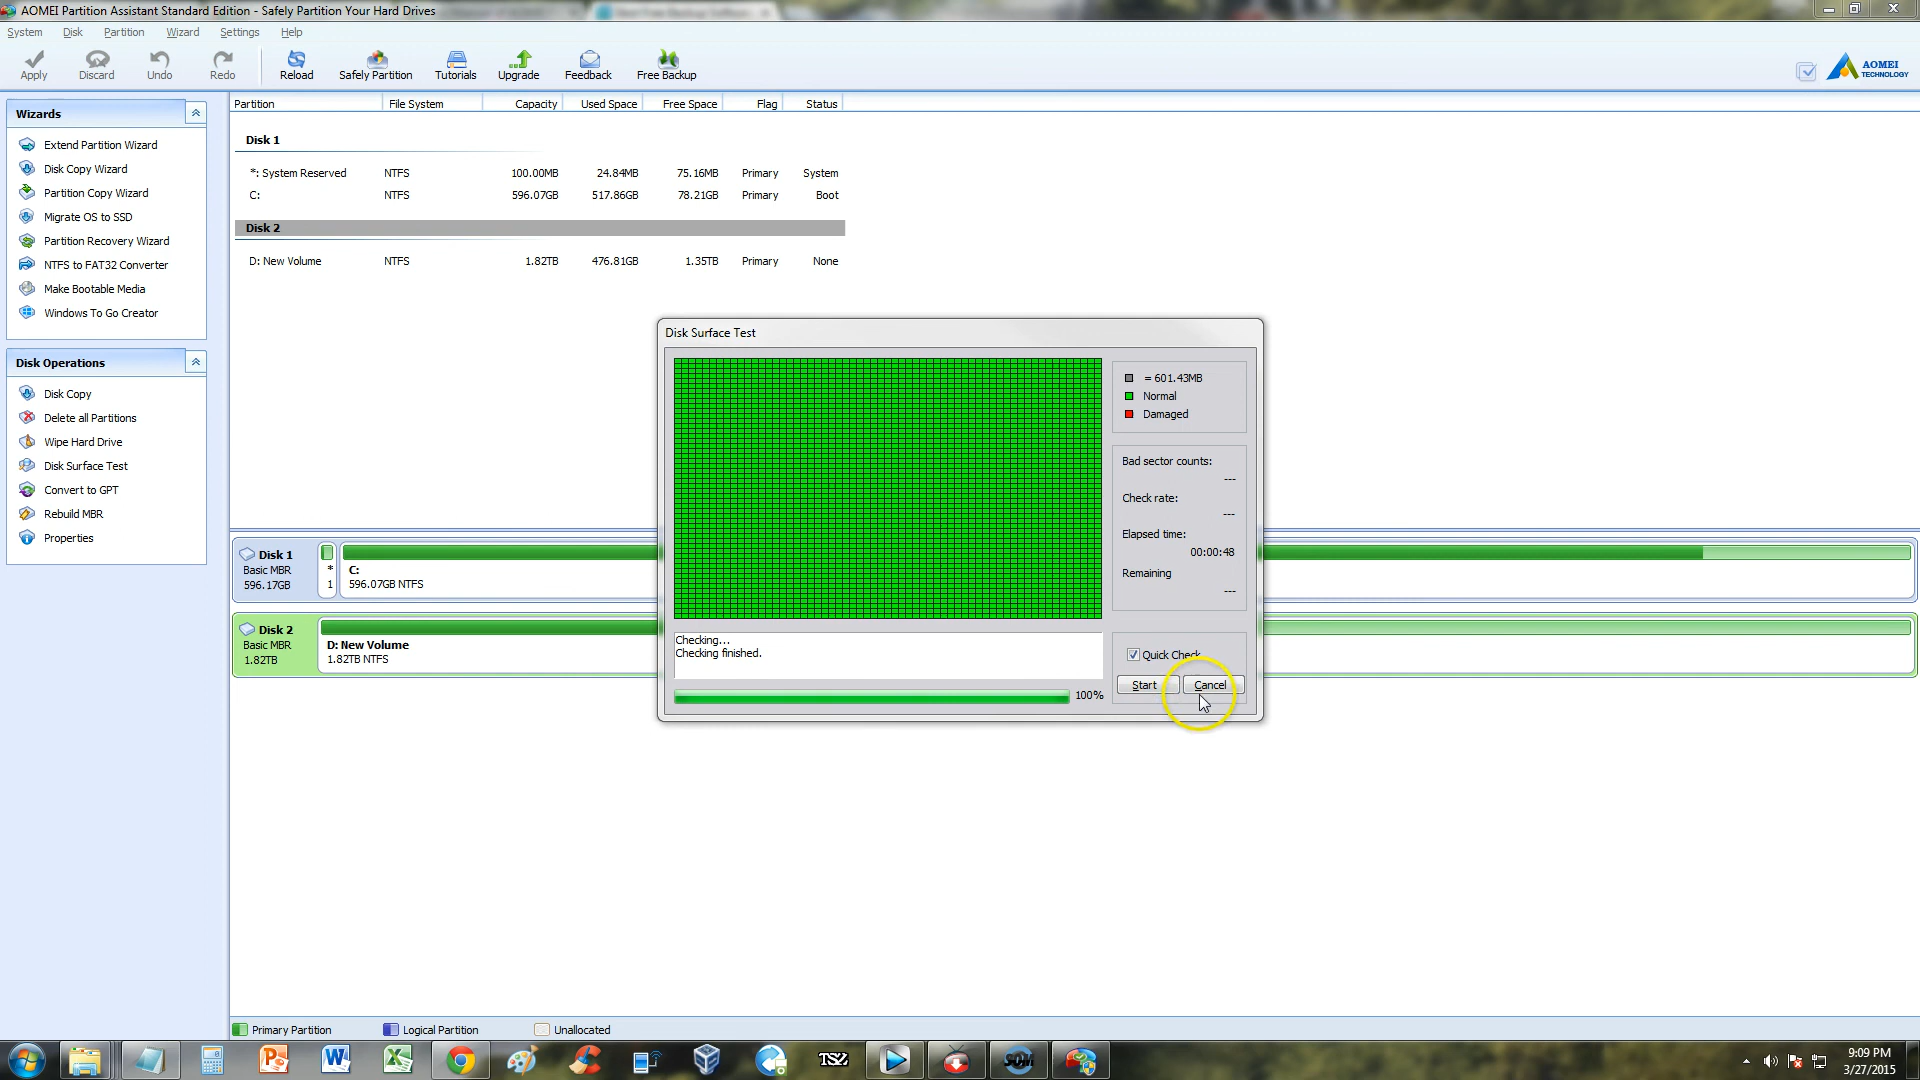 AOMEI Partition Assistant Standard Edition - Safely Partition Your Hard Drives
System Disk Partition Wizard Settings Help
Apply Discard Undo Redo Reload Safely Partition Tutorials Upgrade Feedback Free Backup
AOMEI
TECHNOLOGY
Wizards
Extend Partition Wizard
Disk Copy Wizard
Partition Copy Wizard
Migrate OS to SSD
Partition Recovery Wizard
NTFS to FAT32 Converter
Make Bootable Media
Windows To Go Creator
Disk Operations
Disk Copy
Delete all Partitions
Wipe Hard Drive
Disk Surface Test
Convert to GPT
Rebuild MBR
Properties
Partition File System Capacity Used Space Free Space Flag Status
Disk 1
*: System Reserved NTFS 100.00MB 24.84MB 75.16MB Primary System
C: NTFS 596.07GB 517.86GB 78.21GB Primary Boot
Disk 2
D: New Volume NTFS 1.82TB 476.81GB 1.35TB Primary None
Disk Surface Test
= 601.43MB
Normal
Damaged
Bad sector counts:
---
Check rate:
---
Elapsed time:
00:00:48
Remaining
---
Checking...
Checking finished.
100%
Quick Check
Start Cancel
Disk 1
Basic MBR
596.17GB
*
1
C:
596.07GB NTFS
Disk 2
Basic MBR
1.82TB
D: New Volume
1.82TB NTFS
Primary Partition Logical Partition Unallocated
TSZ
SOM
9:09 PM
3/27/2015